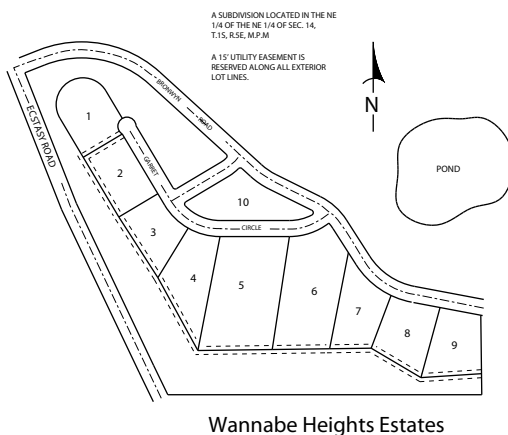 A SUBDIVISION LOCATED IN THE NE
1/4 OF THE NE 1/4 OF SEC. 14,
T.1S, R.5E, M.P.M
A 15' UTILITY EASEMENT IS
RESERVED ALONG ALL EXTERIOR
LOT LINES.
N
BRONWYN ROAD
ECSTASY ROAD
GARRET
CIRCLE
POND
1
2
3
4
5
6
7
8
9
10
Wannabe Heights Estates